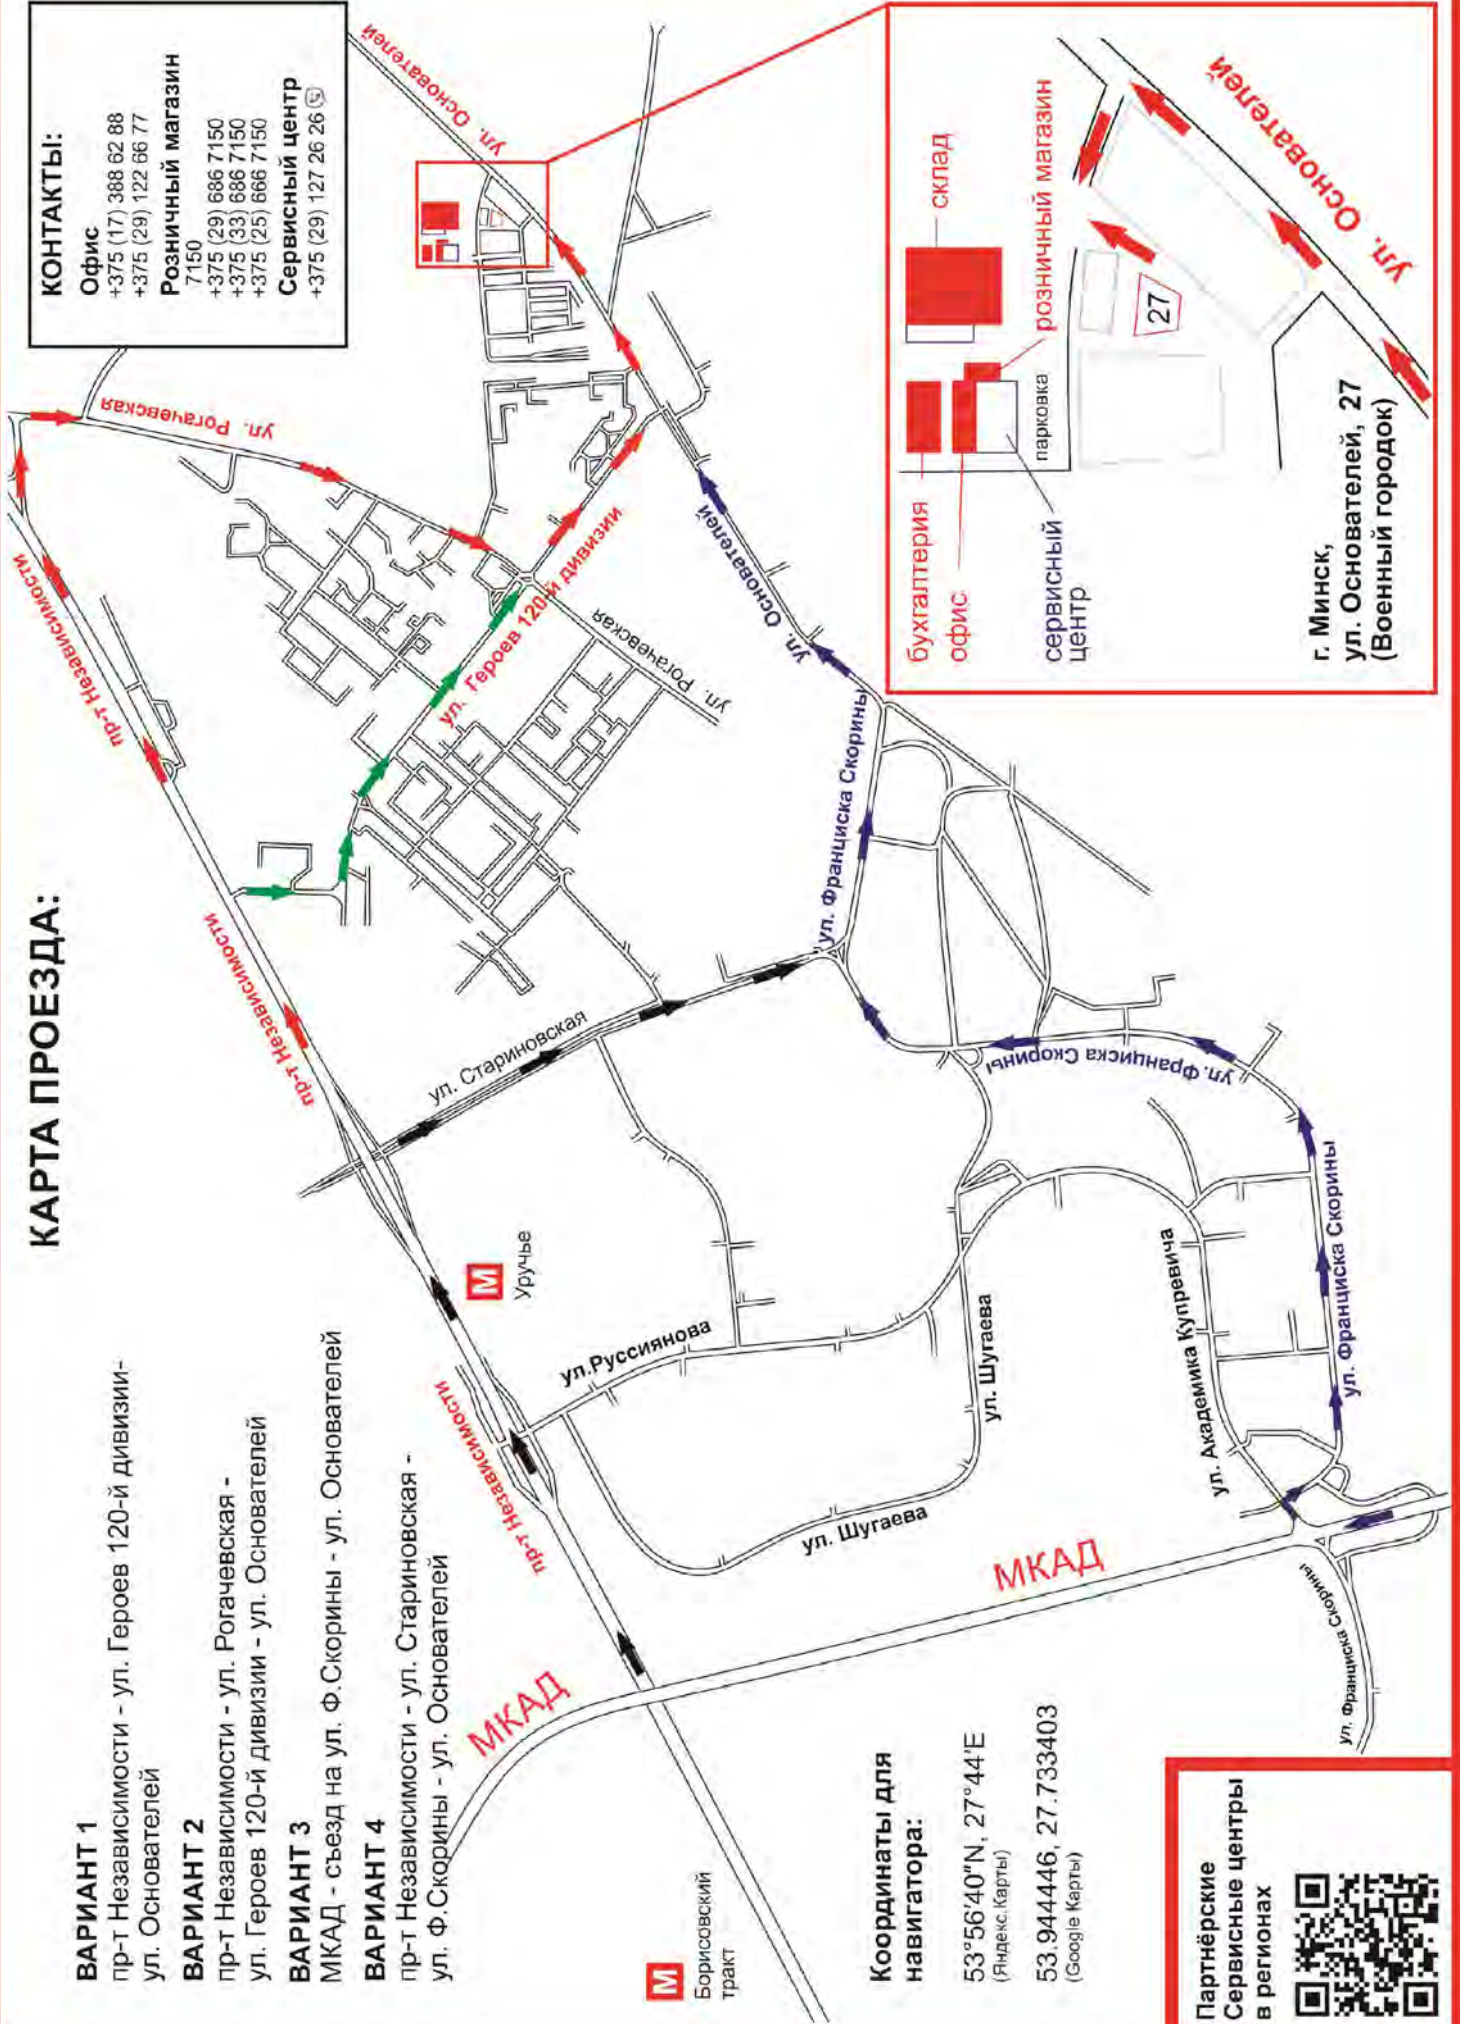 КАРТА ПРОЕЗДА:
ВАРИАНТ 1
пр-т Независимости - ул. Героев 120-й дивизии-
ул. Основателей
ВАРИАНТ 2
пр-т Независимости - ул. Рогачевская -
ул. Героев 120-й дивизии - ул. Основателей
ВАРИАНТ 3
МКАД - съезд на ул. Ф.Скорины - ул. Основателей
ВАРИАНТ 4
пр-т Независимости - ул. Стариновская -
ул. Ф.Скорины - ул. Основателей
КОНТАКТЫ:
Офис
+375 (17) 388 62 88
+375 (29) 122 66 77
Розничный магазин
7150
+375 (29) 686 7150
+375 (33) 686 7150
+375 (25) 666 7150
Сервисный центр
+375 (29) 127 26 26
пр-т Независимости
пр-т Независимости
пр-т Независимости
ул. Рогачевская
ул. Основателей
МКАД
М
Уручье
ул. Стариновская
ул. Героев 120-й дивизии
ул. Рогачевская
ул.Руссиянова
М
Борисовский
тракт
ул. Основателей
ул. Шугаева
ул. Шугаева
ул. Франциска Скорины
ул. Франциска Скорины
МКАД
ул. Академика Купревича
ул. Франциска Скорины
ул. Франциска Скорины
Координаты для
навигатора:
53°56'40"N, 27°44'E
(Яндекс.Карты)
53.944446, 27.733403
(Google Карты)
бухгалтерия
офис
сервисный
центр
склад
розничный магазин
парковка
27
ул. Основателей
г. Минск,
ул. Основателей, 27
(Военный городок)
Партнёрские
Сервисные центры
в регионах